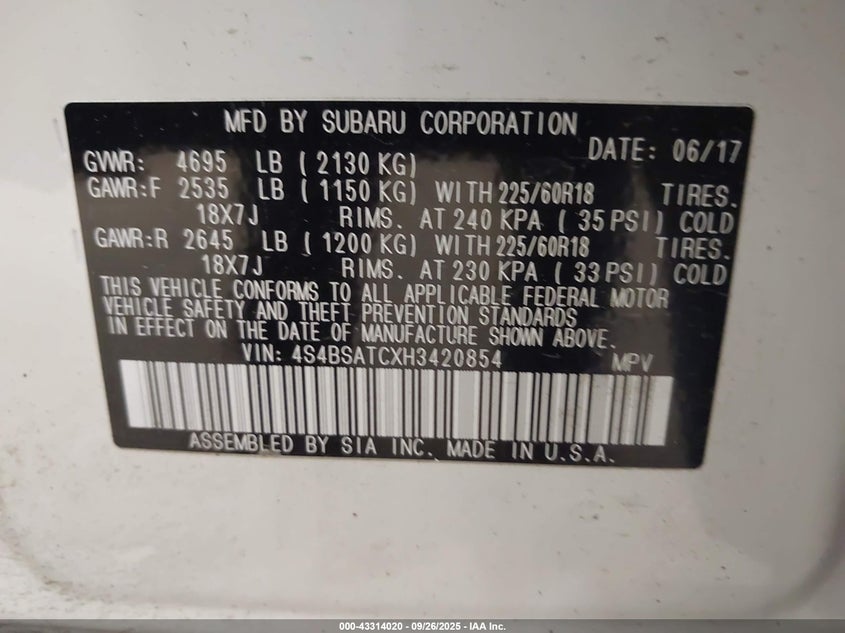 MFD BY SUBARU CORPORATION
DATE: 06/17
GVWR: 4695 LB ( 2130 KG)
GAWR:F 2535 LB ( 1150 KG) WITH 225/60R18 TIRES.
18X7J RIMS. AT 240 KPA ( 35 PSI) COLD
GAWR:R 2645 LB ( 1200 KG) WITH 225/60R18 TIRES.
18X7J RIMS. AT 230 KPA ( 33 PSI) COLD
THIS VEHICLE CONFORMS TO ALL APPLICABLE FEDERAL MOTOR
VEHICLE SAFETY AND THEFT PREVENTION STANDARDS
IN EFFECT ON THE DATE OF MANUFACTURE SHOWN ABOVE.
VIN: 4S4BSATCXH3420854 MPV
ASSEMBLED BY SIA INC. MADE IN U.S.A.
000-43314020 - 09/26/2025 - IAA Inc.